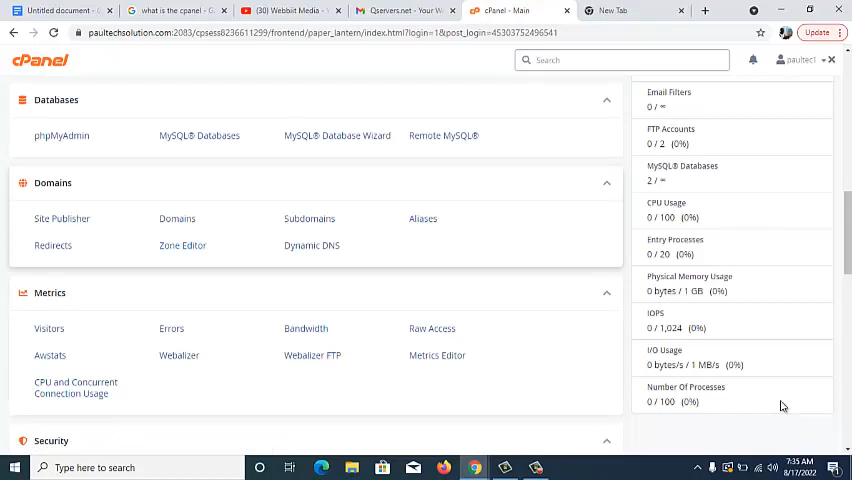 Untitled document - G
what is the cpanel - G
(30) Webiit Media - Y
Qservers.net - Your W
cPanel - Main
New Tab
paultechsolution.com:2083/cpsess8236611299/frontend/paper_lantern/index.html?login=1&post_login=45303752496541
Update
cPanel
Search
paultec1
Databases
phpMyAdmin
MySQL® Databases
MySQL® Database Wizard
Remote MySQL®
Domains
Site Publisher
Domains
Subdomains
Aliases
Redirects
Zone Editor
Dynamic DNS
Metrics
Visitors
Errors
Bandwidth
Raw Access
Awstats
Webalizer
Webalizer FTP
Metrics Editor
CPU and Concurrent
Connection Usage
Security
Email Filters
0 / ∞
FTP Accounts
0 / 2 (0%)
MySQL® Databases
2 / ∞
CPU Usage
0 / 100 (0%)
Entry Processes
0 / 20 (0%)
Physical Memory Usage
0 bytes / 1 GB (0%)
IOPS
0 / 1,024 (0%)
I/O Usage
0 bytes/s / 1 MB/s (0%)
Number Of Processes
0 / 100 (0%)
Type here to search
7:35 AM
8/17/2022
1